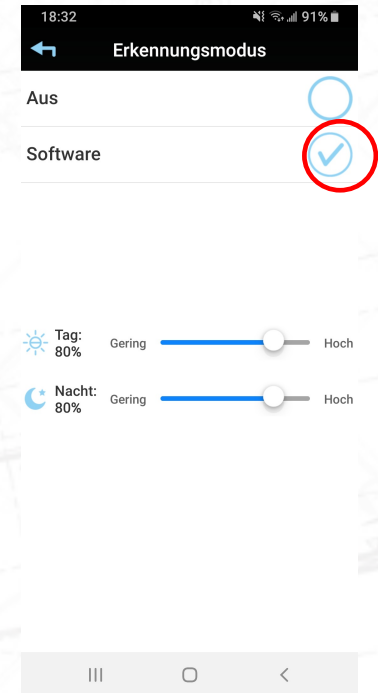 18:32 91%
Erkennungsmodus
Aus
Software
Tag:
80%
Gering
Hoch
Nacht:
80%
Gering
Hoch